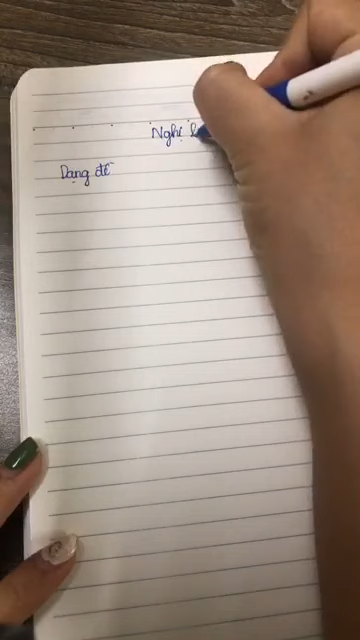 Nghị l
Dạng đề